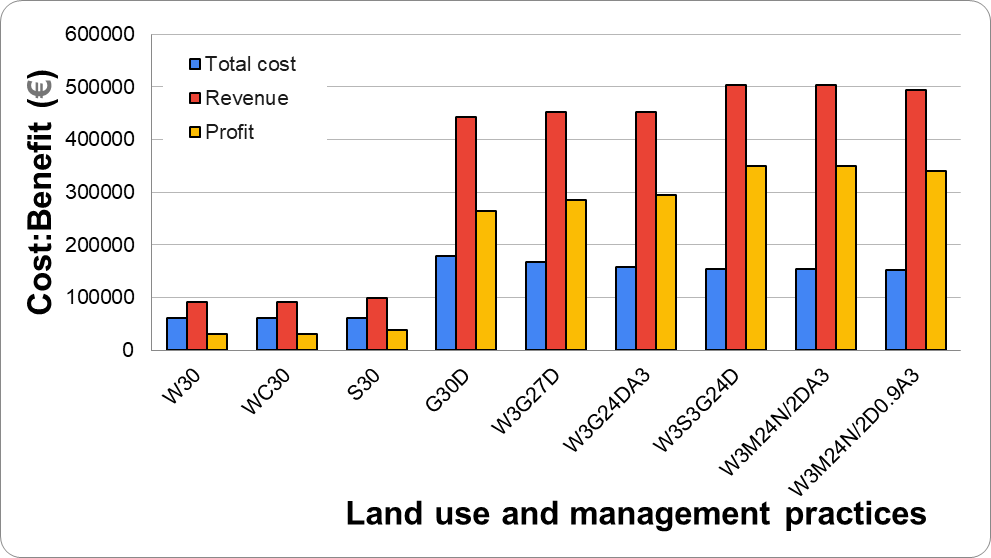 600000
500000
400000
300000
200000
100000
0
Cost:Benefit (€)
Total cost
Revenue
Profit
W30
WC30
S30
G30D
W3G27D
W3G24DA3
W3S3G24D
W3M24N/2DA3
W3M24N/2D0.9A3
Land use and management practices